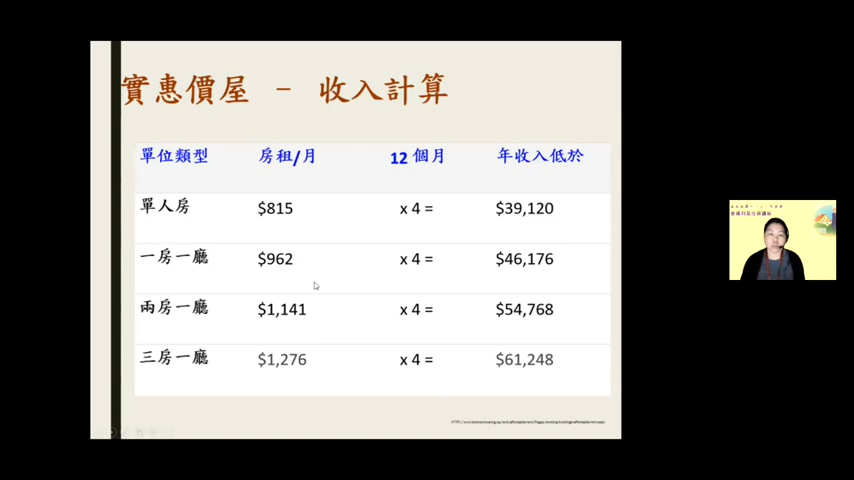 實惠價屋 - 收入計算
單位類型 房租/月 12 個月 年收入低於
單人房 $815 x 4 = $39,120
一房一廳 $962 x 4 = $46,176
兩房一廳 $1,141 x 4 = $54,768
三房一廳 $1,276 x 4 = $61,248